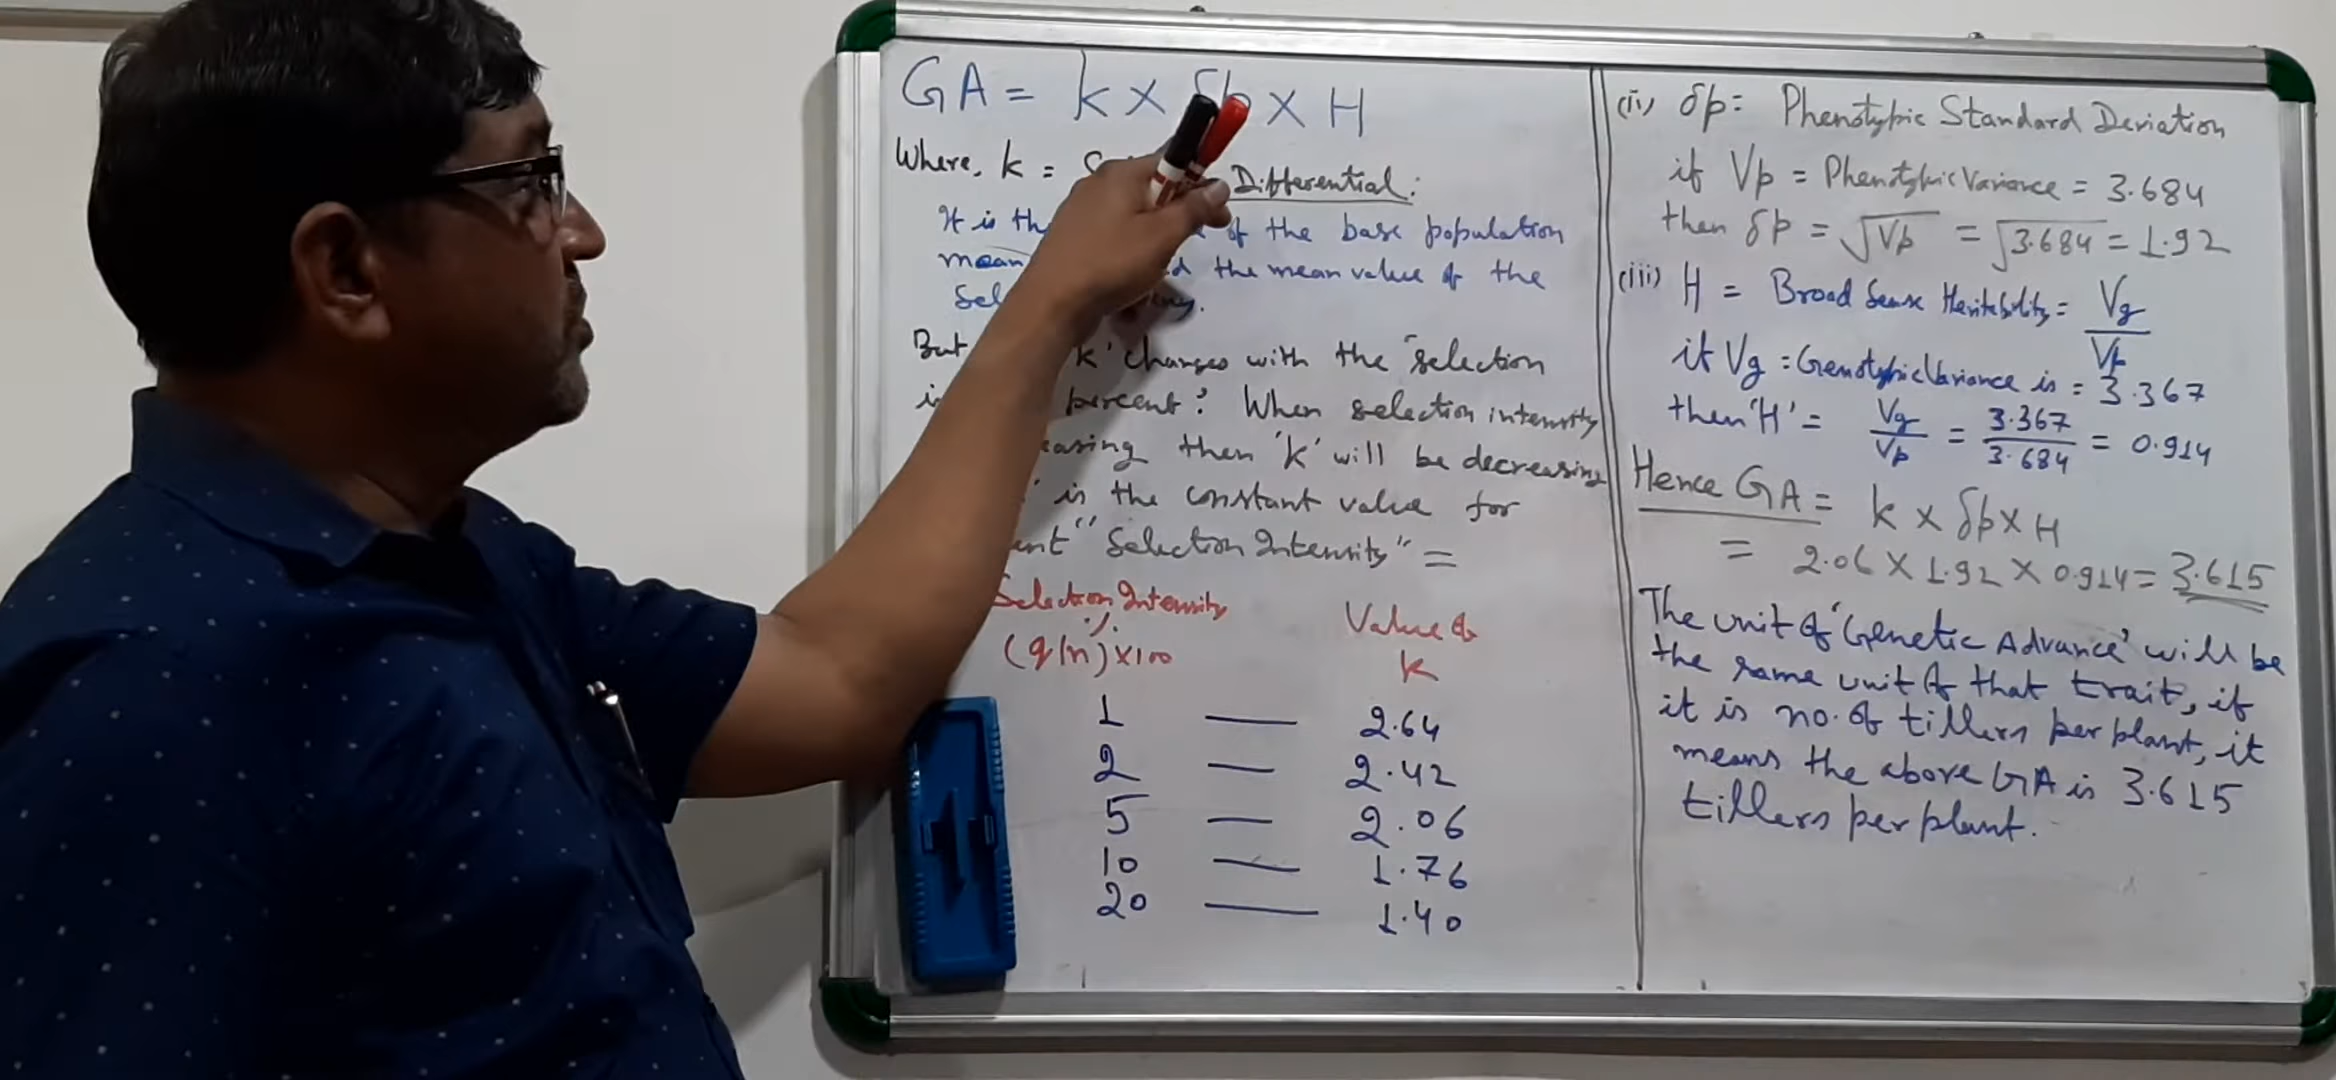 GA = k x δp x H
Where, k = Differential:
It is the of the base population
mean the mean value of the
Sel
But 'k' changes with the "selection
percent". When selection intensity
easing then 'k' will be decreasing
is the constant value for
"Selection Intensity" =
Selection Intensity
%
(q/n) x 100
Value of
k
1 — 2.64
2 — 2.42
5 — 2.06
10 — 1.76
20 — 1.40
(ii) δp = Phenotypic Standard Deviation
if Vp = Phenotypic Variance = 3.684
then δp = √Vp = √3.684 = 1.92
(iii) H = Broad Sense Heritability = Vg/Vp
if Vg = Genotypic Variance is = 3.367
then 'H' = Vg/Vp = 3.367/3.684 = 0.914
Hence GA = k x δp x H
= 2.06 x 1.92 x 0.914 = 3.615
The unit of 'Genetic Advance' will be
the same unit of that trait, if
it is no. of tillers per plant, it
means the above GA is 3.615
tillers per plant.